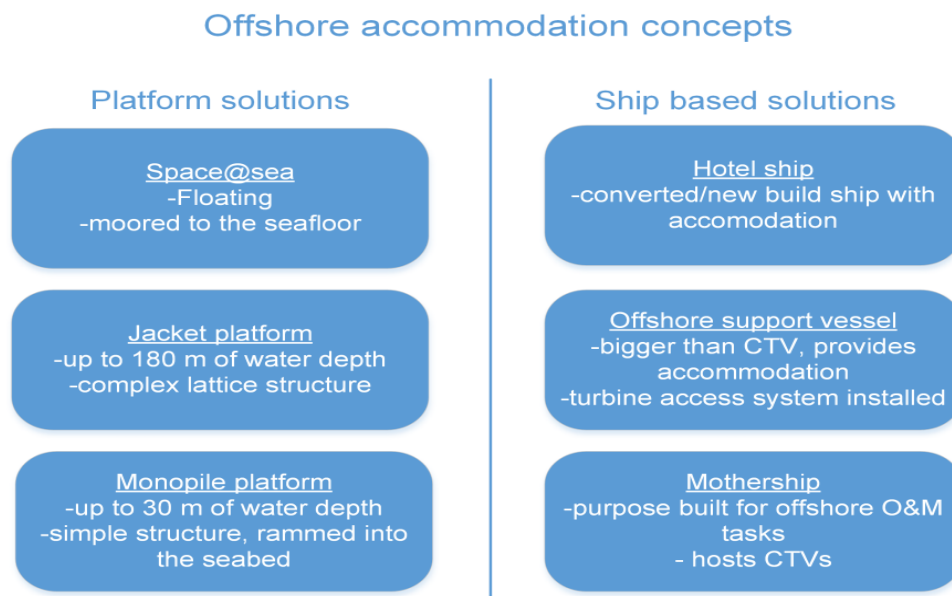 Offshore accommodation concepts
Platform solutions
Space@sea
-Floating
-moored to the seafloor
Jacket platform
-up to 180 m of water depth
-complex lattice structure
Monopile platform
-up to 30 m of water depth
-simple structure, rammed into
the seabed
Ship based solutions
Hotel ship
-converted/new build ship with
accomodation
Offshore support vessel
-bigger than CTV, provides
accommodation
-turbine access system installed
Mothership
-purpose built for offshore O&M
tasks
- hosts CTVs